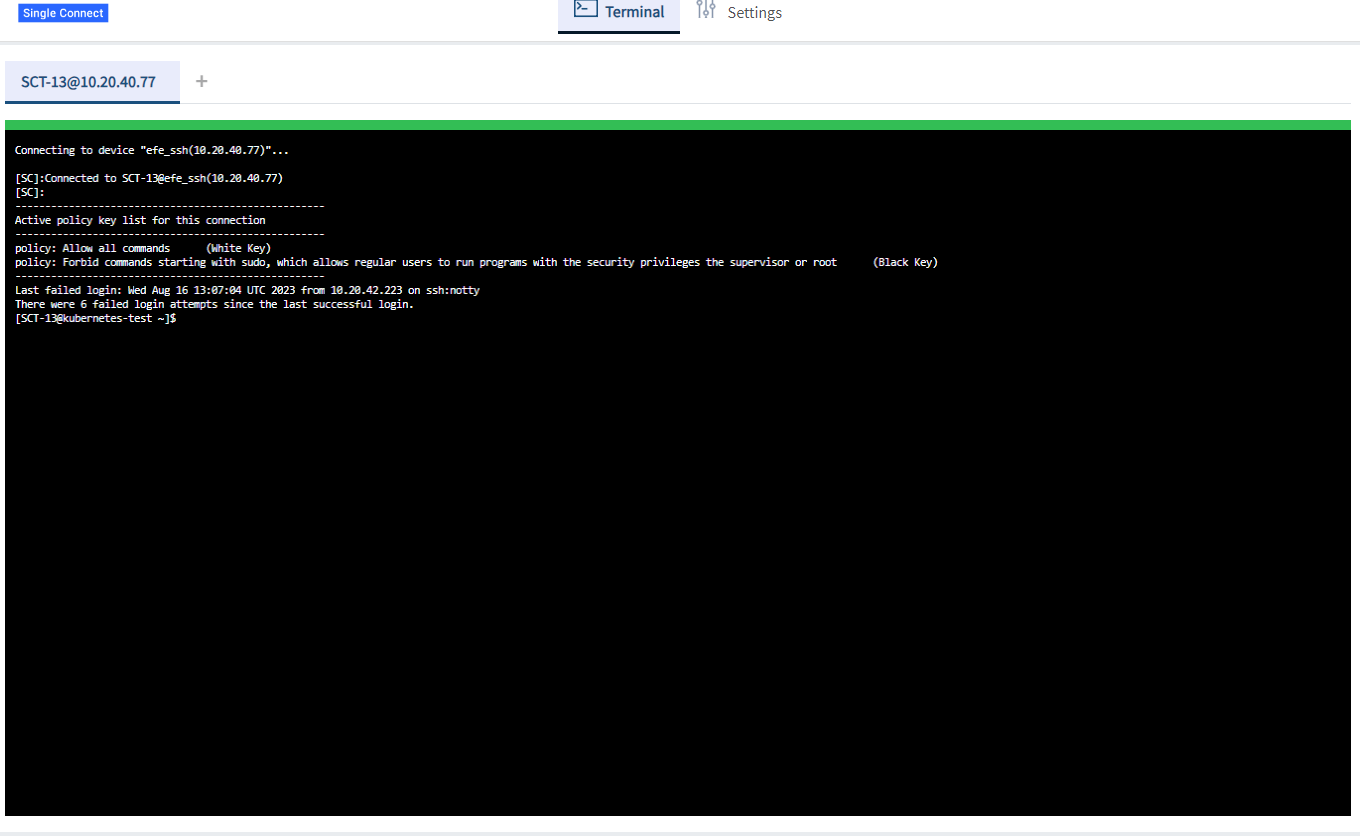 Single Connect
Terminal
Settings
SCT-13@10.20.40.77
+
Connecting to device "efe_ssh(10.20.40.77)"...
[SC]:Connected to SCT-13@efe_ssh(10.20.40.77)
[SC]:
----------------------------------------------------
Active policy key list for this connection
----------------------------------------------------
policy: Allow all commands      (White Key)
policy: Forbid commands starting with sudo, which allows regular users to run programs with the security privileges the supervisor or root      (Black Key)
----------------------------------------------------
Last failed login: Wed Aug 16 13:07:04 UTC 2023 from 10.20.42.223 on ssh:notty
There were 6 failed login attempts since the last successful login.
[SCT-13@kubernetes-test ~]$